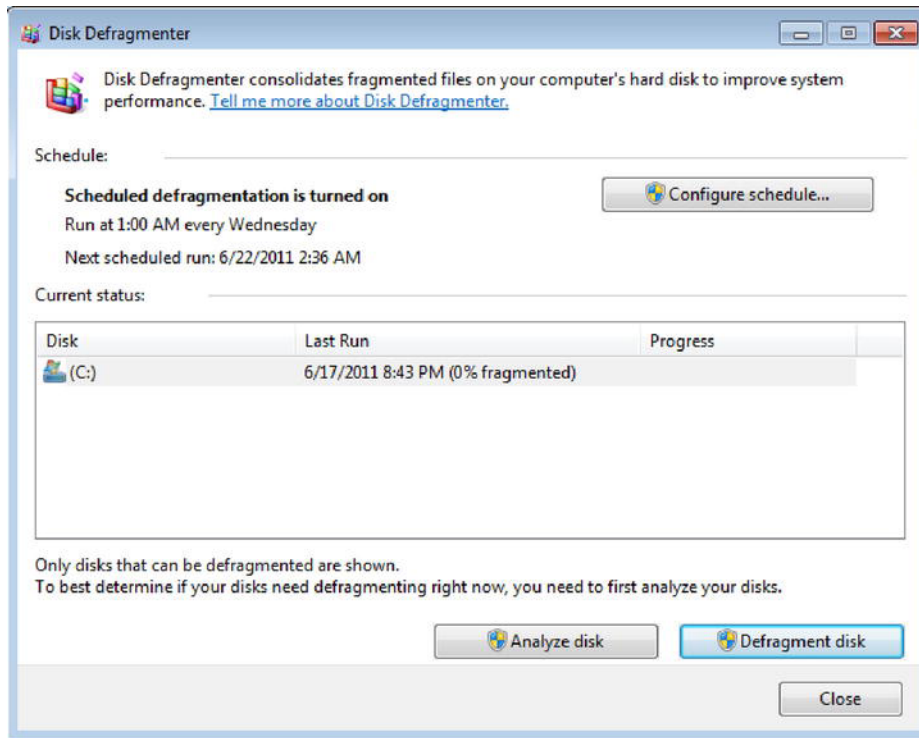 Disk Defragmenter
Disk Defragmenter consolidates fragmented files on your computer's hard disk to improve system
performance. Tell me more about Disk Defragmenter.
Schedule:
Scheduled defragmentation is turned on
Configure schedule...
Run at 1:00 AM every Wednesday
Next scheduled run: 6/22/2011 2:36 AM
Current status:
Disk Last Run Progress
(C:) 6/17/2011 8:43 PM (0% fragmented)
Only disks that can be defragmented are shown.
To best determine if your disks need defragmenting right now, you need to first analyze your disks.
Analyze disk Defragment disk
Close